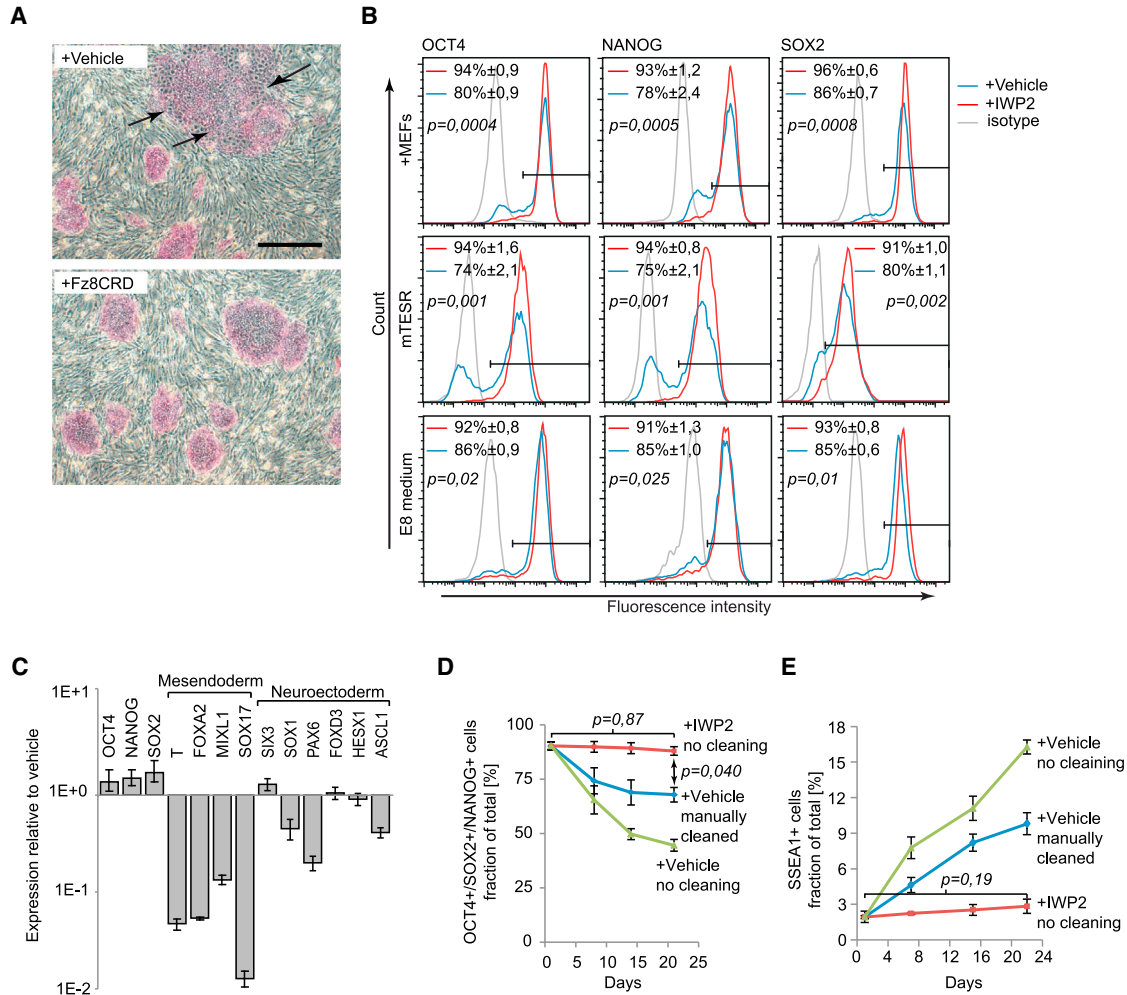 A
+Vehicle
+Fz8CRD
B
OCT4
NANOG
SOX2
+MEFs
94%±0,9
80%±0,9
p=0,0004
93%±1,2
78%±2,4
p=0,0005
96%±0,6
86%±0,7
p=0,0008
+Vehicle
+IWP2
isotype
mTESR
94%±1,6
74%±2,1
p=0,001
94%±0,8
75%±2,1
p=0,001
91%±1,0
80%±1,1
p=0,002
E8 medium
92%±0,8
86%±0,9
p=0,02
91%±1,3
85%±1,0
p=0,025
93%±0,8
85%±0,6
p=0,01
Count
Fluorescence intensity
C
Expression relative to vehicle
1E+1
1E+0
1E-1
1E-2
Mesendoderm
Neuroectoderm
OCT4
NANOG
SOX2
T
FOXA2
MIXL1
SOX17
SIX3
SOX1
PAX6
FOXD3
HESX1
ASCL1
D
OCT4+/SOX2+/NANOG+ cells
fraction of total [%]
100
75
50
25
0
p=0,87
+IWP2
no cleaning
p=0,040
+Vehicle
manually
cleaned
+Vehicle
no cleaning
0 5 10 15 20 25
Days
E
SSEA1+ cells
fraction of total [%]
18
15
12
9
6
3
0
+Vehicle
no cleaining
+Vehicle
manually
cleaned
p=0,19
+IWP2
no cleaning
0 4 8 12 16 20 24
Days